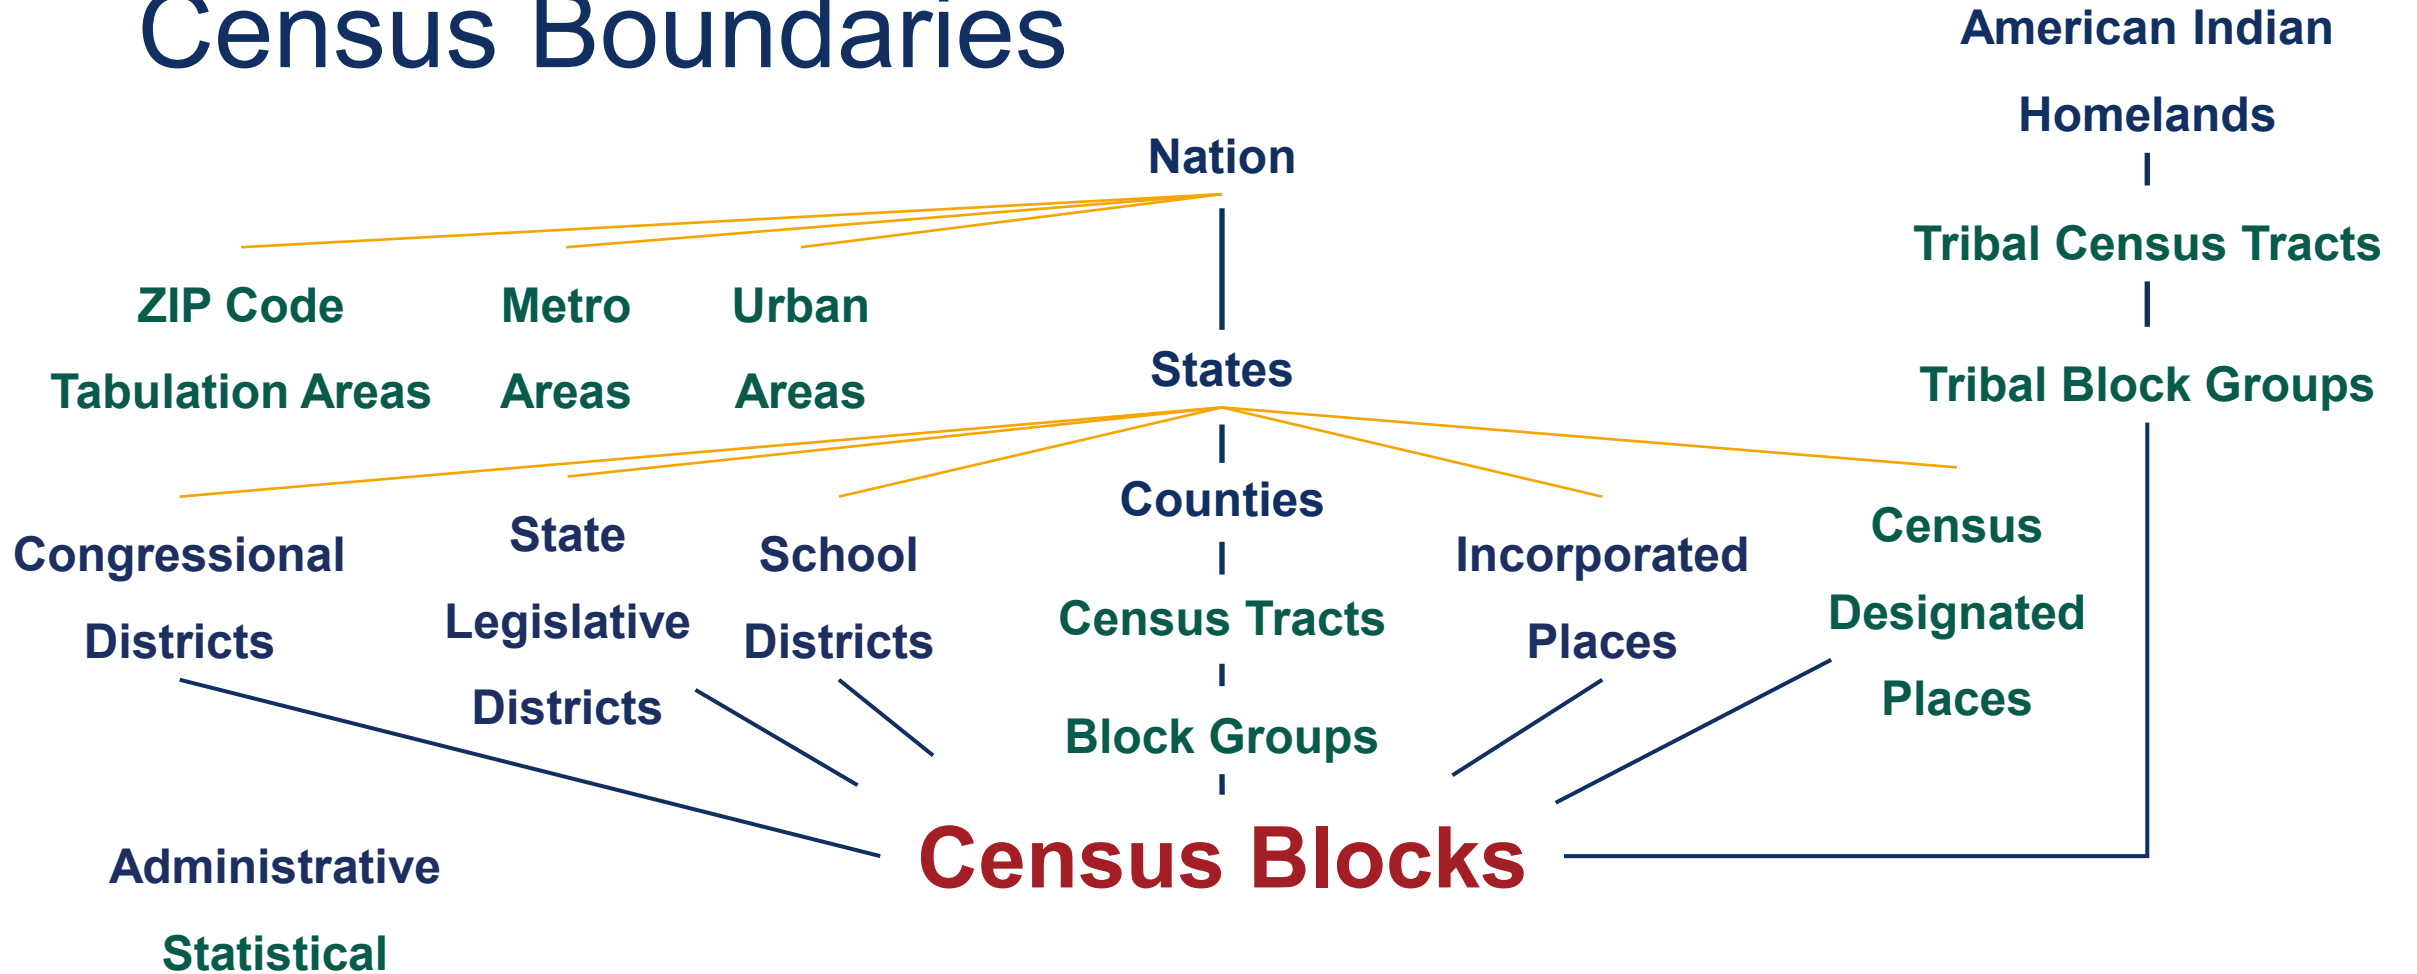 Census Boundaries
American Indian
Homelands
Nation
Tribal Census Tracts
ZIP Code
Tabulation Areas
Metro
Areas
Urban
Areas
States
Tribal Block Groups
Congressional
Districts
State
Legislative
Districts
School
Districts
Counties
Census Tracts
Block Groups
Incorporated
Places
Census
Designated
Places
Census Blocks
Administrative
Statistical